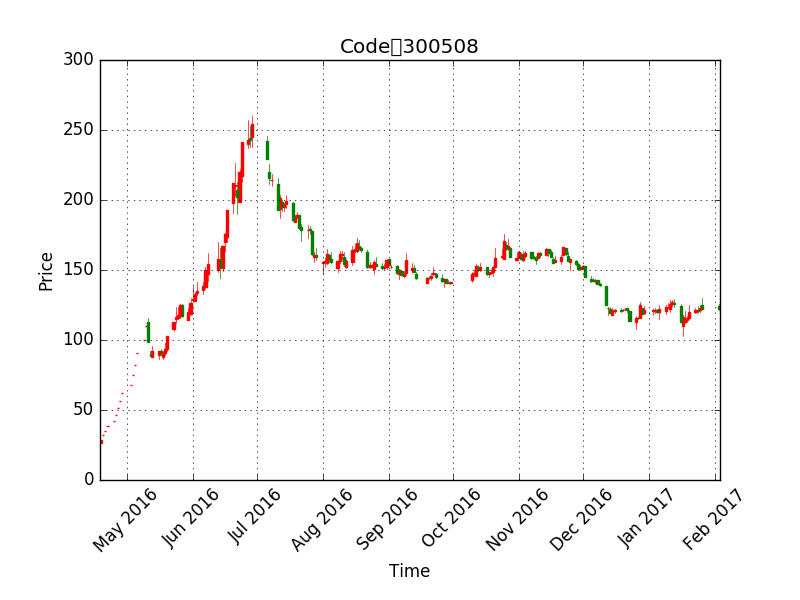 Code▯300508
300
250
200
150
100
50
0
Price
May 2016
Jun 2016
Jul 2016
Aug 2016
Sep 2016
Oct 2016
Nov 2016
Dec 2016
Jan 2017
Feb 2017
Time